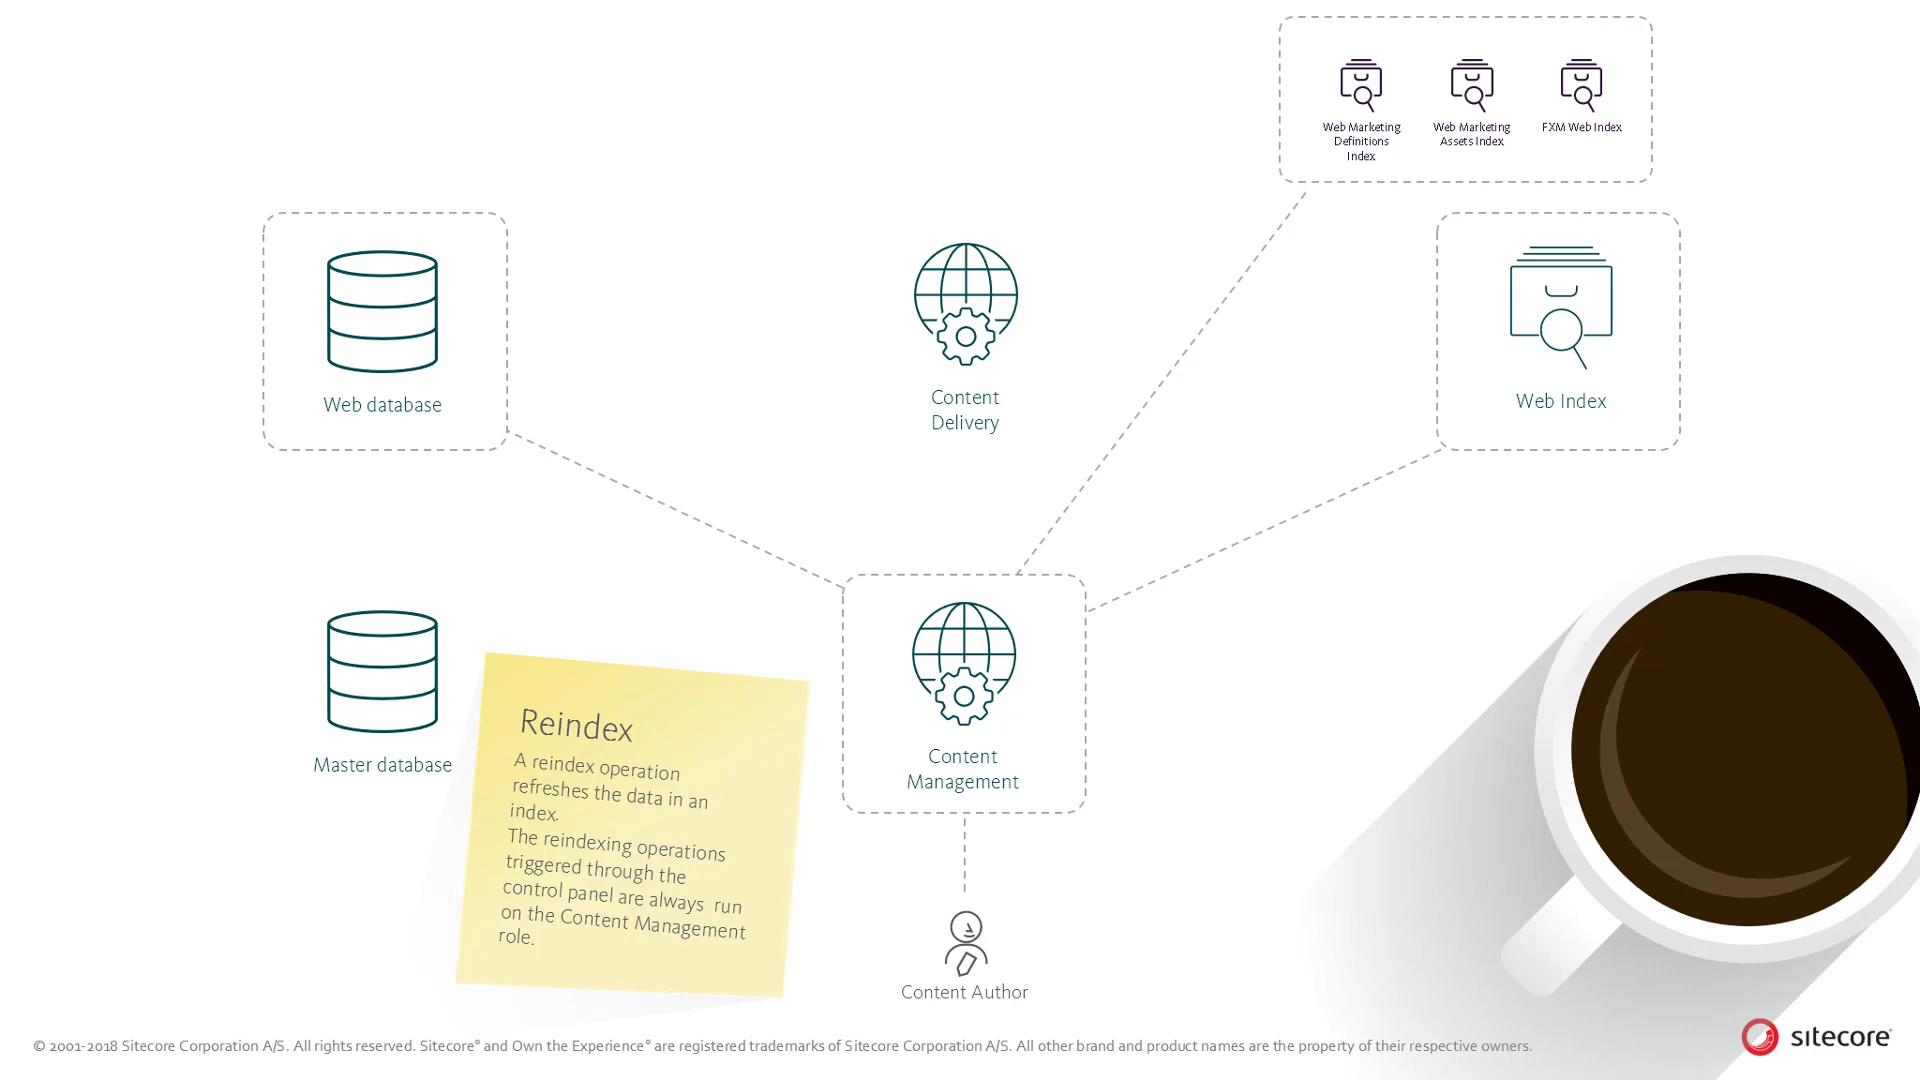 Web Marketing
Definitions
Index
Web Marketing
Assets Index
FXM Web Index
Web database
Content
Delivery
Web Index
Master database
Reindex
A reindex operation
refreshes the data in an
index.
The reindexing operations
triggered through the
control panel are always run
on the Content Management
role.
Content
Management
Content Author
© 2001-2018 Sitecore Corporation A/S. All rights reserved. Sitecore® and Own the Experience® are registered trademarks of Sitecore Corporation A/S. All other brand and product names are the property of their respective owners.
sitecore®